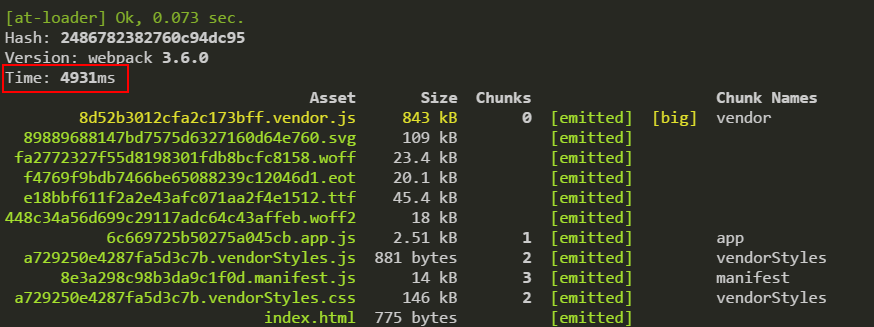 [at-loader] Ok, 0.073 sec.
Hash: 2486782382760c94dc95
Version: webpack 3.6.0
Time: 4931ms
Asset Size Chunks Chunk Names
8d52b3012cfa2c173bff.vendor.js 843 kB 0 [emitted] [big] vendor
89889688147bd7575d6327160d64e760.svg 109 kB [emitted]
fa2772327f55d8198301fdb8bcfc8158.woff 23.4 kB [emitted]
f4769f9bdb7466be65088239c12046d1.eot 20.1 kB [emitted]
e18bbf611f2a2e43afc071aa2f4e1512.ttf 45.4 kB [emitted]
448c34a56d699c29117adc64c43affeb.woff2 18 kB [emitted]
6c669725b50275a045cb.app.js 2.51 kB 1 [emitted] app
a729250e4287fa5d3c7b.vendorStyles.js 881 bytes 2 [emitted] vendorStyles
8e3a298c98b3da9c1f0d.manifest.js 14 kB 3 [emitted] manifest
a729250e4287fa5d3c7b.vendorStyles.css 146 kB 2 [emitted] vendorStyles
index.html 775 bytes [emitted]